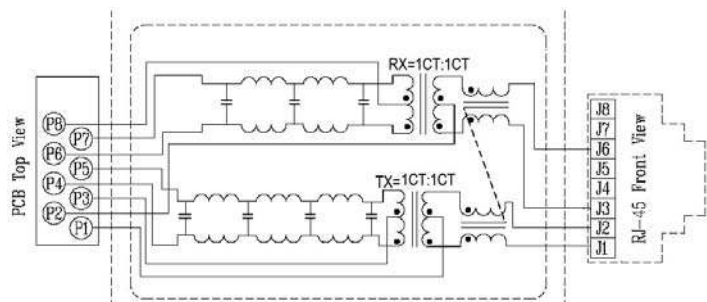 RX=1CT:1CT
TX=1CT:1CT
PCB Top View
P8
P7
P6
P5
P4
P3
P2
P1
J8
J7
J6
J5
J4
J3
J2
J1
RJ-45 Front View